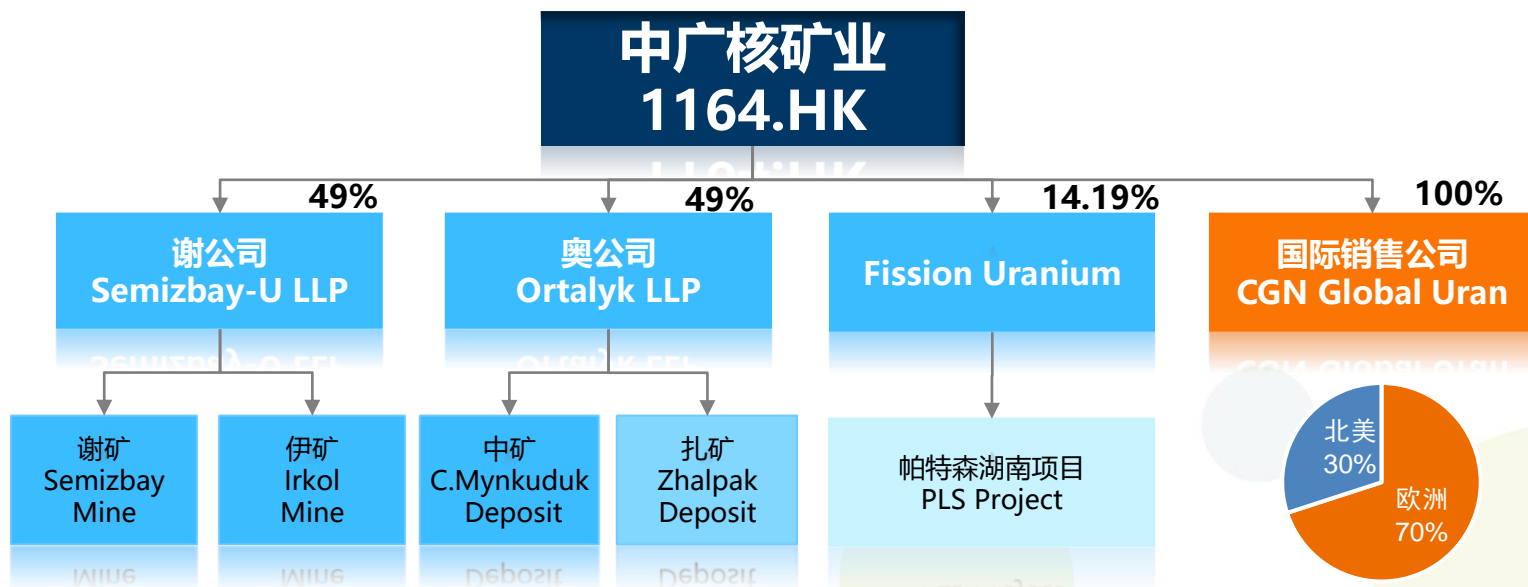 中广核矿业
1164.HK
49%
49%
14.19%
100%
谢公司
Semizbay-U LLP
奥公司
Ortalyk LLP
Fission Uranium
国际销售公司
CGN Global Uran
谢矿
Semizbay
Mine
伊矿
Irkol
Mine
中矿
C.Mynkuduk
Deposit
扎矿
Zhalpak
Deposit
帕特森湖南项目
PLS Project
北美
30%
欧洲
70%